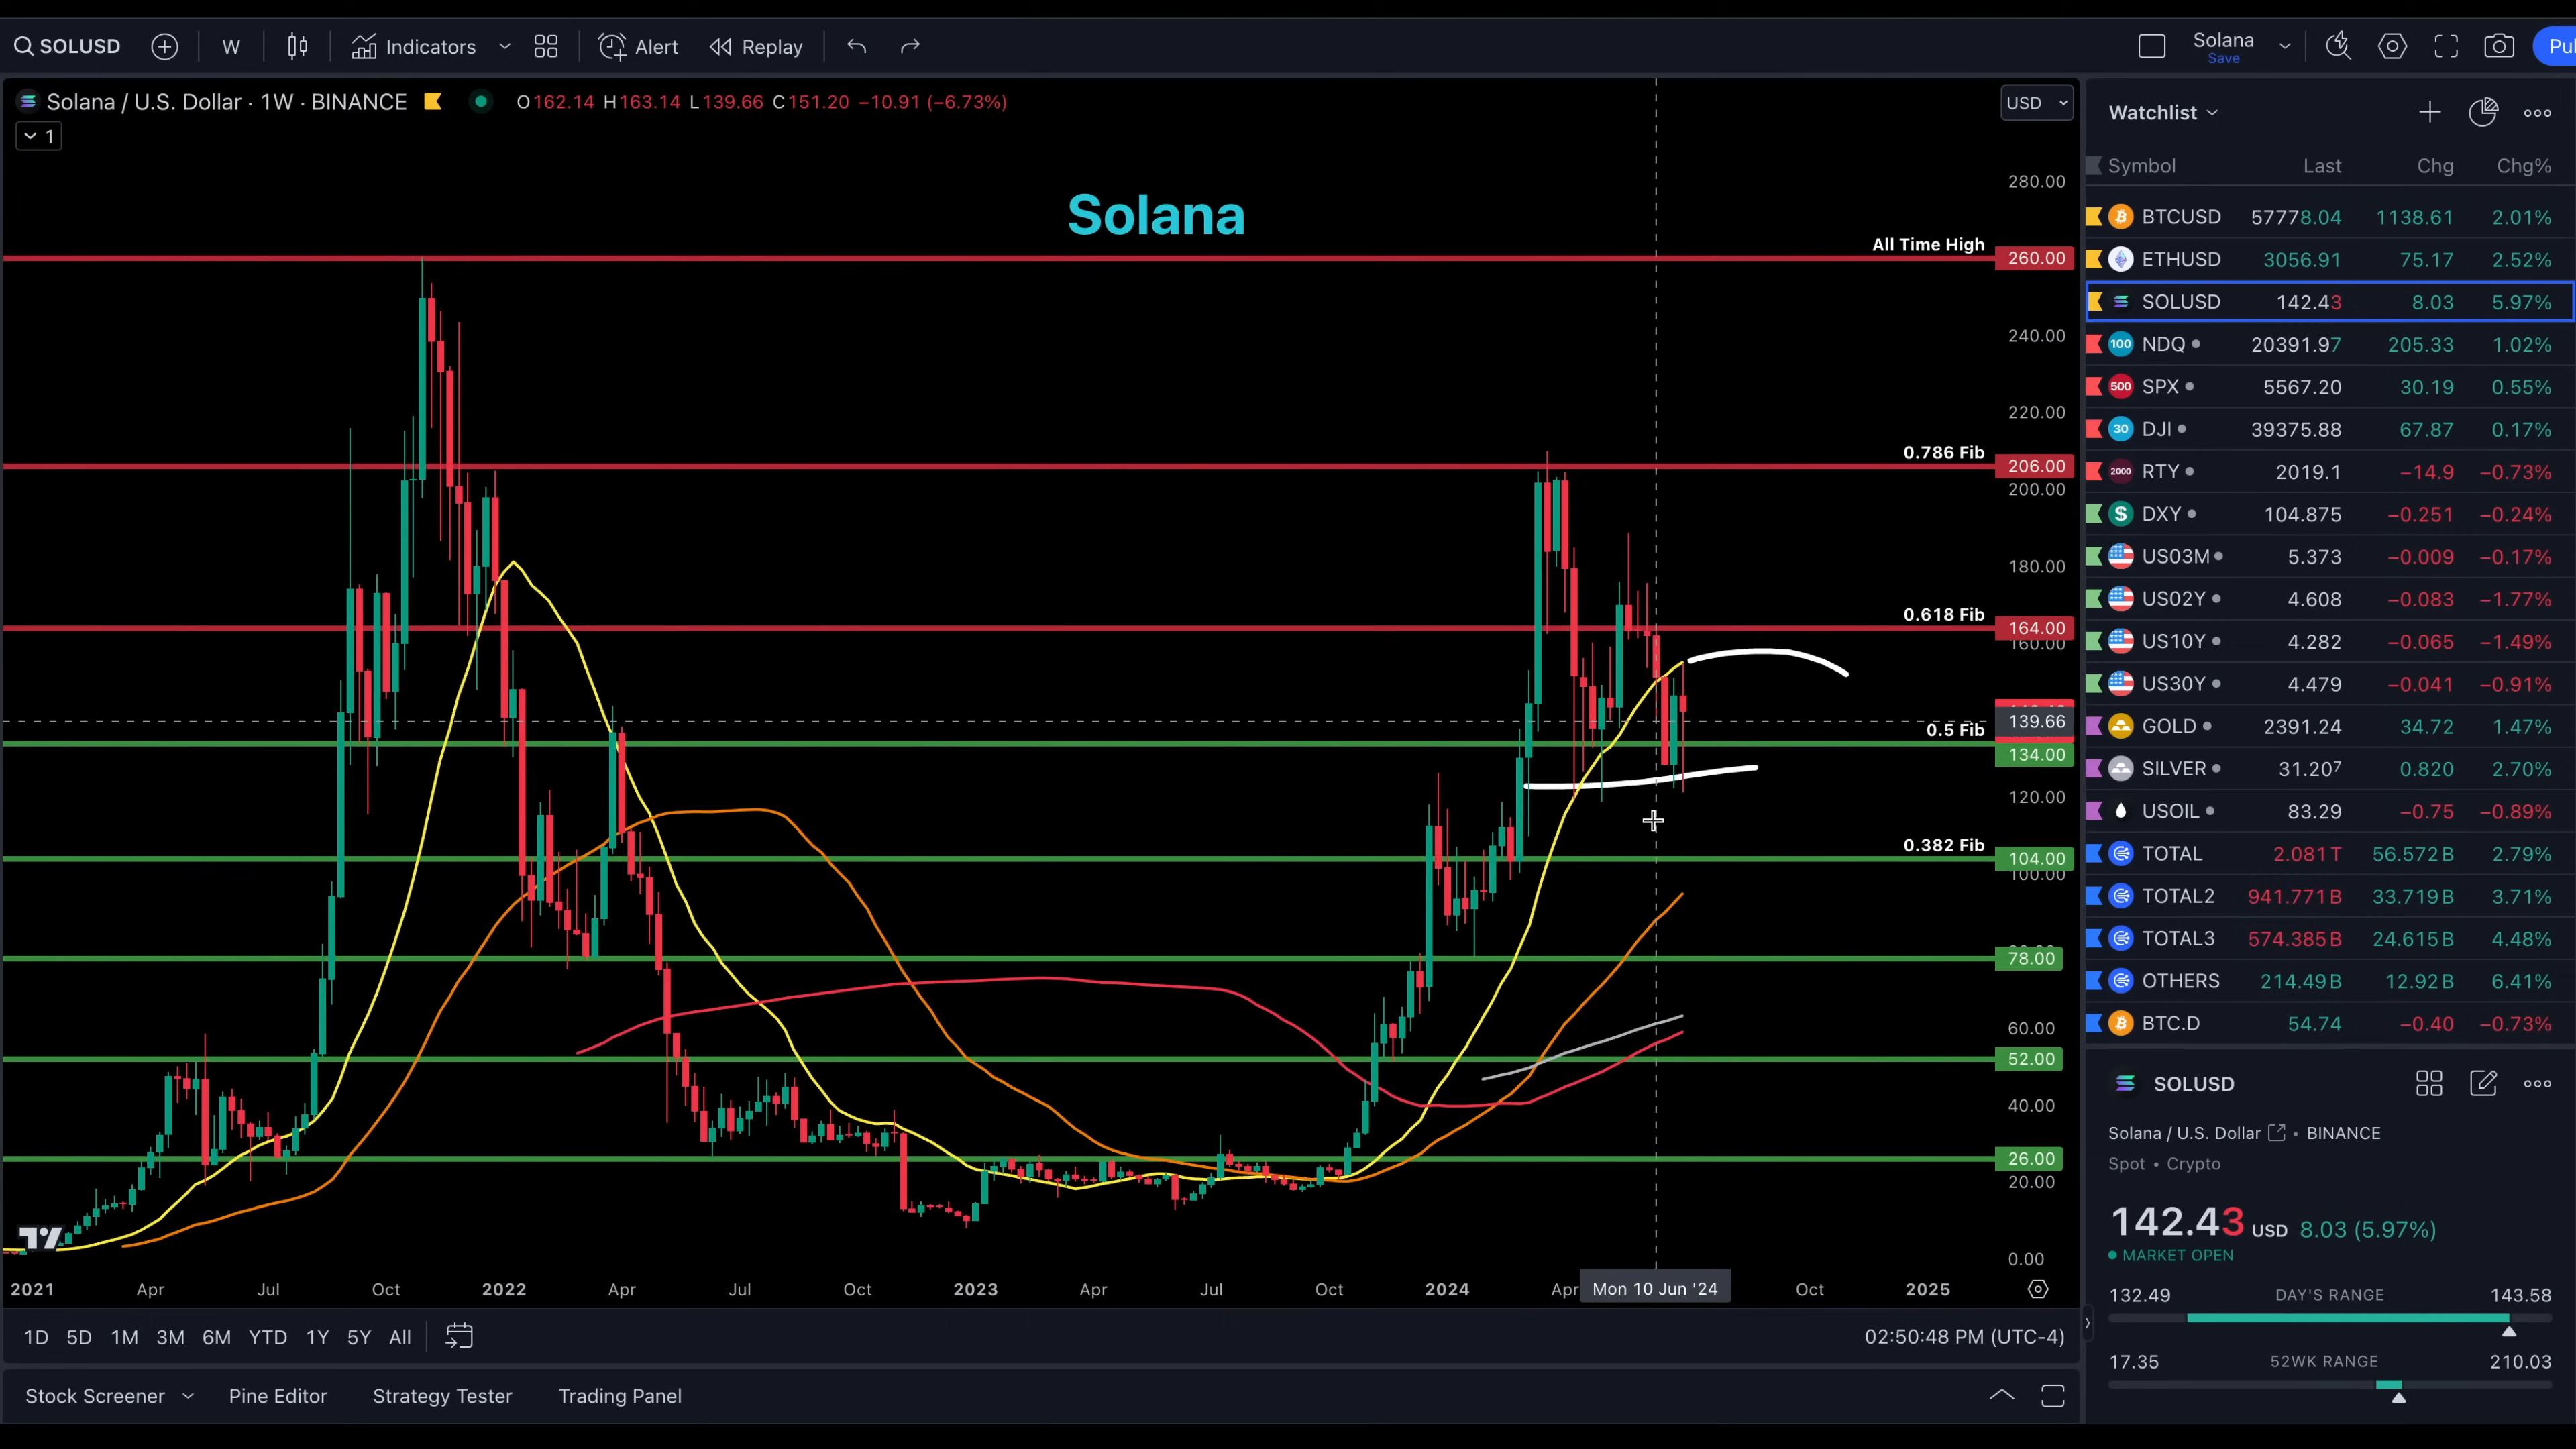 SOLUSD W Indicators Alert Replay Solana Save Pul
Solana / U.S. Dollar · 1W · BINANCE O162.14 H163.14 L139.66 C151.20 −10.91 (−6.73%) USD
1
Solana
280.00
All Time High 260.00
240.00
220.00
0.786 Fib 206.00
200.00
180.00
0.618 Fib 164.00
160.00
139.66
0.5 Fib 134.00
120.00
0.382 Fib 104.00
100.00
78.00
60.00
52.00
40.00
26.00
20.00
0.00
2021 Apr Jul Oct 2022 Apr Jul Oct 2023 Apr Jul Oct 2024 Apr Mon 10 Jun '24 Oct 2025
1D 5D 1M 3M 6M YTD 1Y 5Y All 02:50:48 PM (UTC-4)
Stock Screener Pine Editor Strategy Tester Trading Panel
Watchlist
Symbol Last Chg Chg%
BTCUSD 57778.04 1138.61 2.01%
ETHUSD 3056.91 75.17 2.52%
SOLUSD 142.43 8.03 5.97%
100 NDQ 20391.97 205.33 1.02%
500 SPX 5567.20 30.19 0.55%
30 DJI 39375.88 67.87 0.17%
2000 RTY 2019.1 −14.9 −0.73%
$ DXY 104.875 −0.251 −0.24%
US03M 5.373 −0.009 −0.17%
US02Y 4.608 −0.083 −1.77%
US10Y 4.282 −0.065 −1.49%
US30Y 4.479 −0.041 −0.91%
GOLD 2391.24 34.72 1.47%
SILVER 31.207 0.820 2.70%
USOIL 83.29 −0.75 −0.89%
TOTAL 2.081 T 56.572 B 2.79%
TOTAL2 941.771 B 33.719 B 3.71%
TOTAL3 574.385 B 24.615 B 4.48%
OTHERS 214.49 B 12.92 B 6.41%
BTC.D 54.74 −0.40 −0.73%
SOLUSD
Solana / U.S. Dollar • BINANCE
Spot • Crypto
142.43 USD 8.03 (5.97%)
MARKET OPEN
132.49 DAY'S RANGE 143.58
17.35 52WK RANGE 210.03